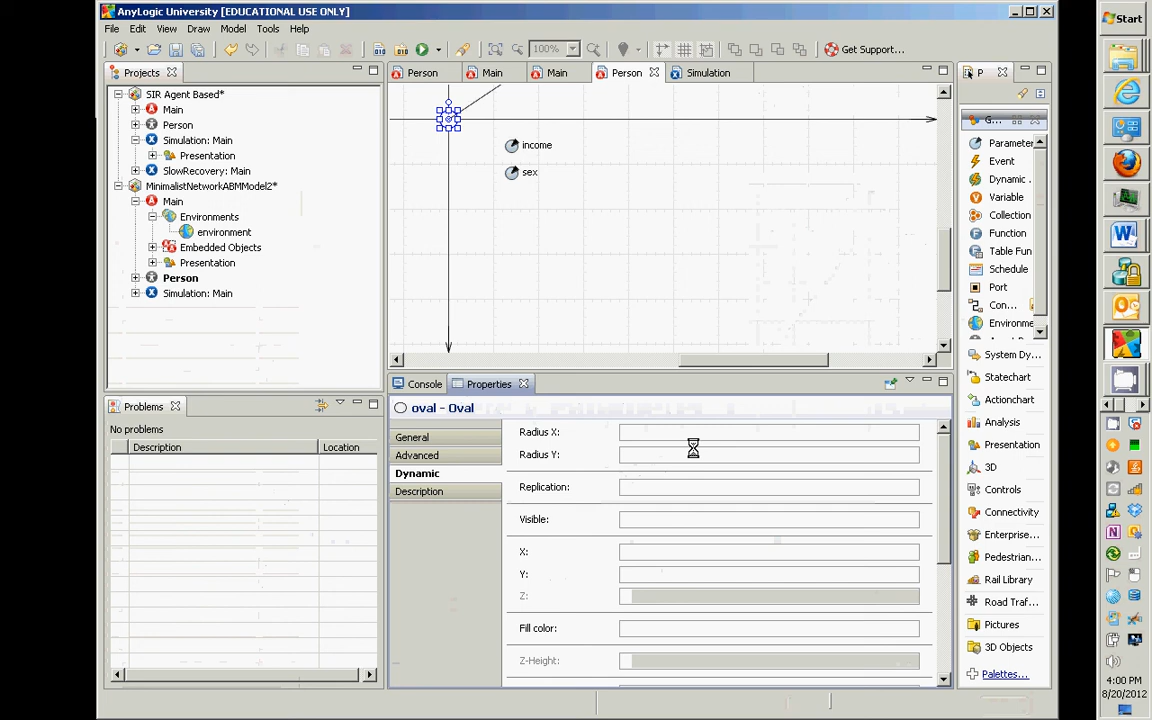 AnyLogic University [EDUCATIONAL USE ONLY]
File Edit View Draw Model Tools Help
100% Get Support...
Projects
SIR Agent Based*
Main
Person
Simulation: Main
Presentation
SlowRecovery: Main
MinimalistNetworkABMModel2*
Main
Environments
environment
Embedded Objects
Presentation
Person
Simulation: Main
Problems
No problems
Description Location
Person Main Main Person Simulation
income
sex
Console Properties
oval - Oval
General
Advanced
Dynamic
Description
Radius X:
Radius Y:
Replication:
Visible:
X:
Y:
Z:
Fill color:
Z-Height:
P
G...
Parameter
Event
Dynamic .
Variable
Collection
Function
Table Fun
Schedule
Port
Con...
Environme
System Dy...
Statechart
Actionchart
Analysis
Presentation
3D
Controls
Connectivity
Enterprise...
Pedestrian...
Rail Library
Road Traf...
Pictures
3D Objects
Palettes...
Start
4:00 PM
8/20/2012